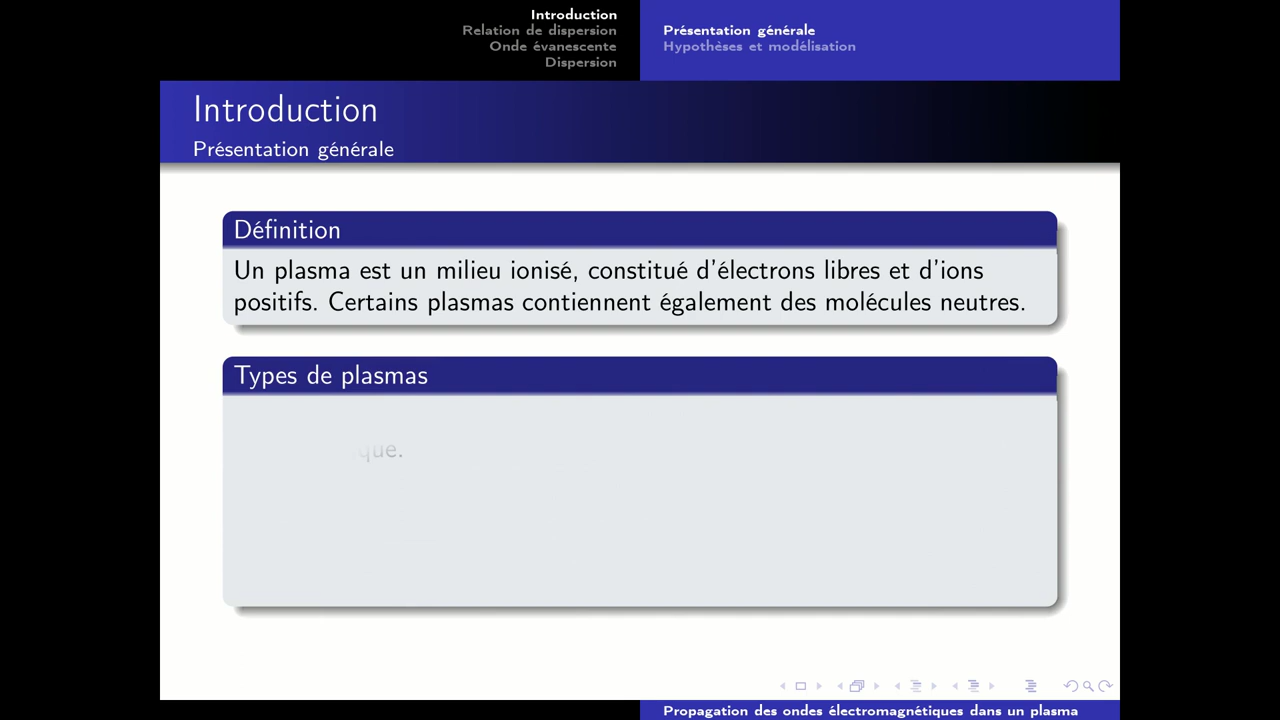 Introduction
Relation de dispersion
Onde évanescente
Dispersion
Présentation générale
Hypothèses et modélisation
Introduction
Présentation générale
Définition
Un plasma est un milieu ionisé, constitué d'électrons libres et d'ions
positifs. Certains plasmas contiennent également des molécules neutres.
Types de plasmas
Propagation des ondes électromagnétiques dans un plasma